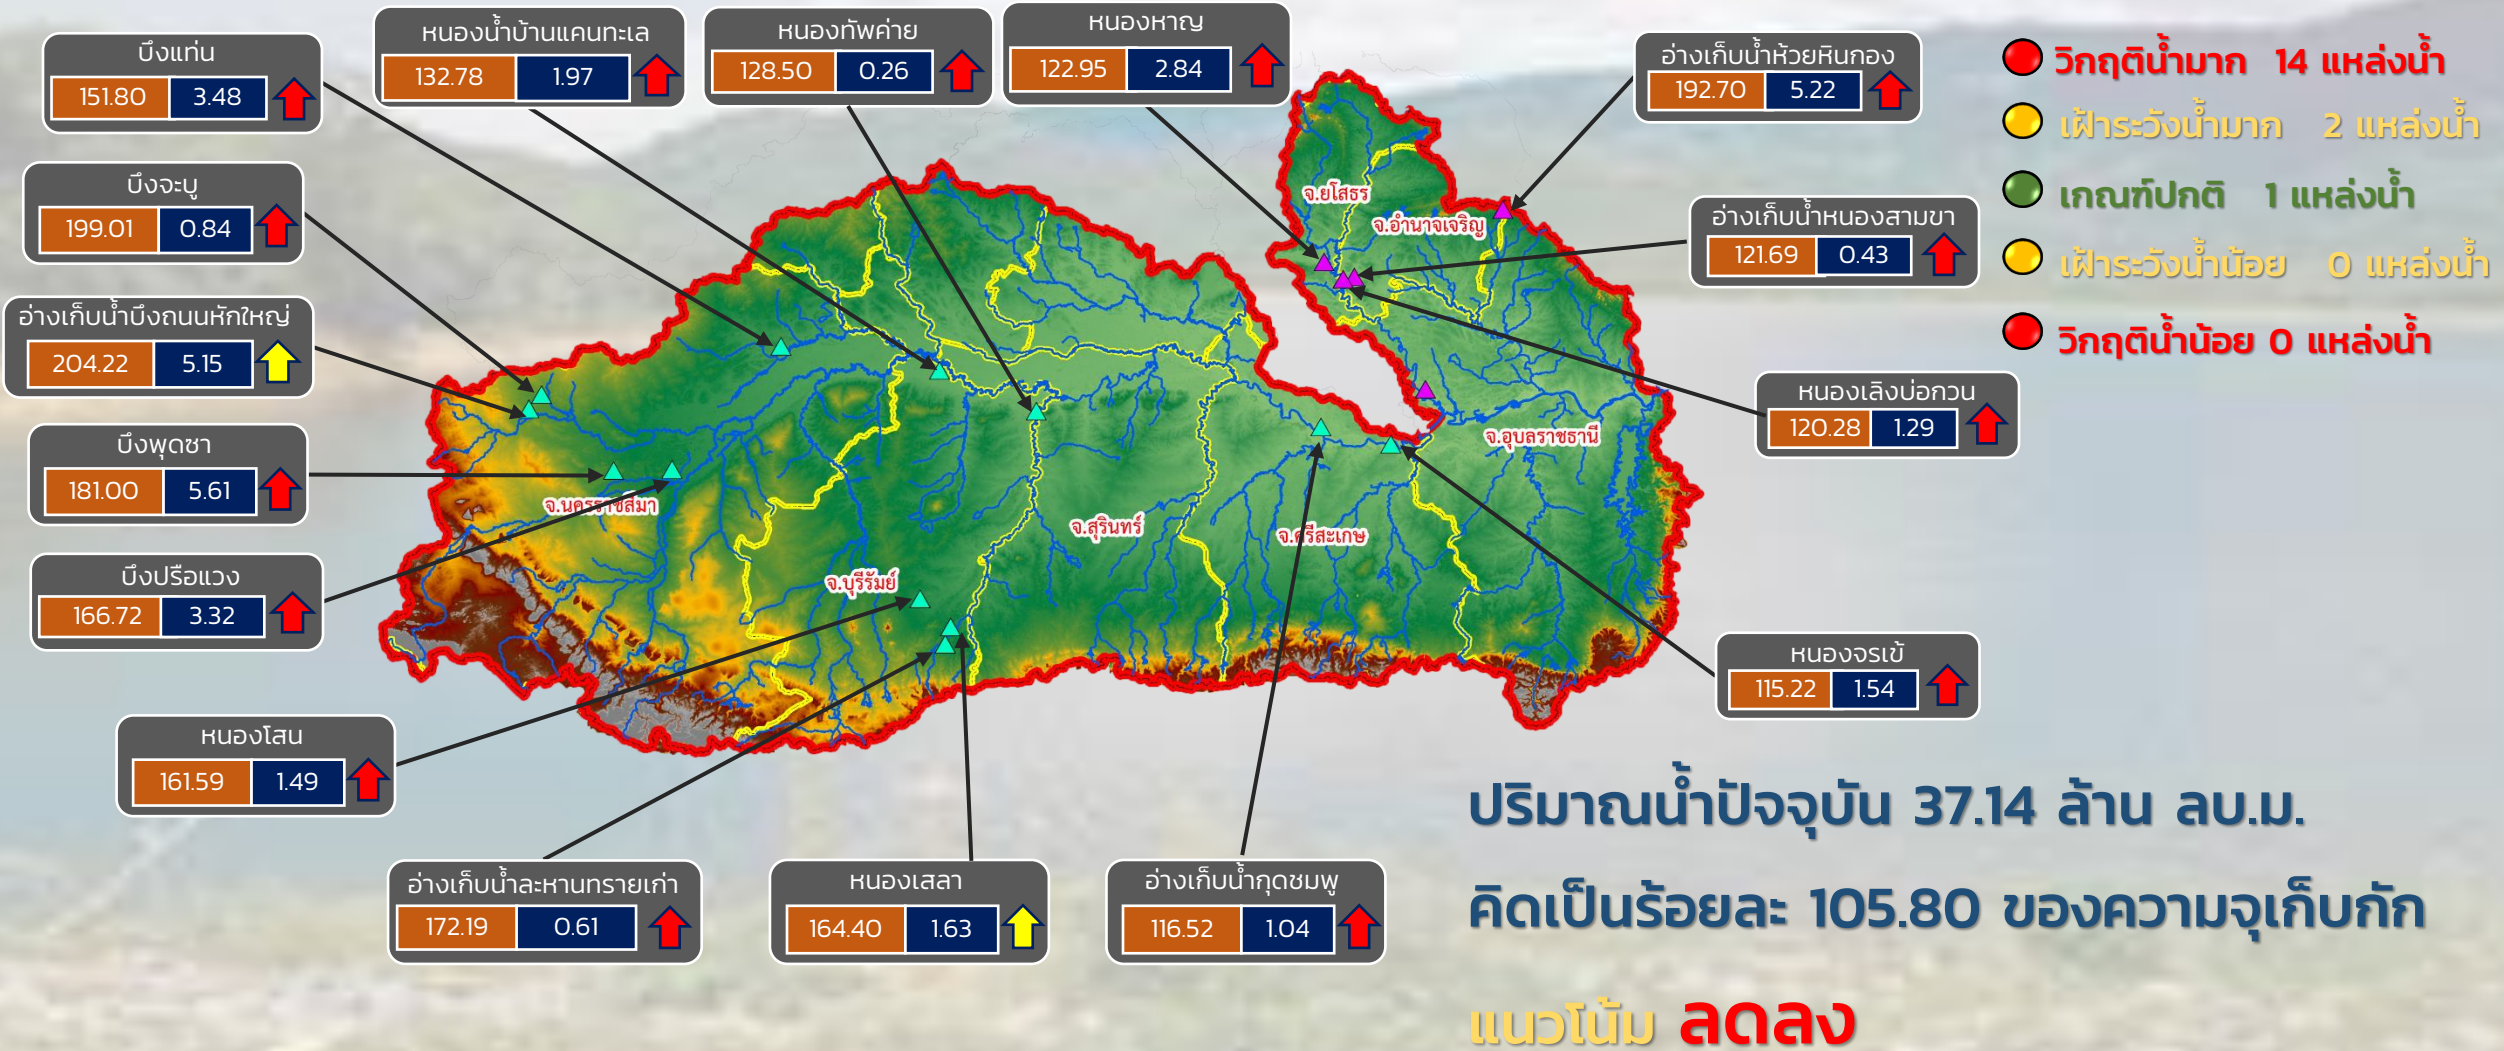 บึงแท่น
151.80 3.48
หนองน้ำบ้านแคนทะเล
132.78 1.97
หนองทัพค่าย
128.50 0.26
หนองหาญ
122.95 2.84
อ่างเก็บน้ำห้วยหินกอง
192.70 5.22
วิกฤติน้ำมาก 14 แหล่งน้ำ
เฝ้าระวังน้ำมาก 2 แหล่งน้ำ
เกณฑ์ปกติ 1 แหล่งน้ำ
เฝ้าระวังน้ำน้อย 0 แหล่งน้ำ
วิกฤติน้ำน้อย 0 แหล่งน้ำ
บึงจะบู
199.01 0.84
อ่างเก็บน้ำหนองสามขา
121.69 0.43
อ่างเก็บน้ำบึงถนนหักใหญ่
204.22 5.15
หนองเลิงบ่อกวน
120.28 1.29
บึงพุดซา
181.00 5.61
บึงปรือแวง
166.72 3.32
หนองจรเข้
115.22 1.54
หนองโสน
161.59 1.49
อ่างเก็บน้ำละหานทรายเก่า
172.19 0.61
หนองเสลา
164.40 1.63
อ่างเก็บน้ำกุดชมพู
116.52 1.04
จ.ยโสธร
จ.อำนาจเจริญ
จ.อุบลราชธานี
จ.นครราชสีมา
จ.สุรินทร์
จ.ศรีสะเกษ
จ.บุรีรัมย์
ปริมาณน้ำปัจจุบัน 37.14 ล้าน ลบ.ม.
คิดเป็นร้อยละ 105.80 ของความจุเก็บกัก
แนวโน้ม ลดลง